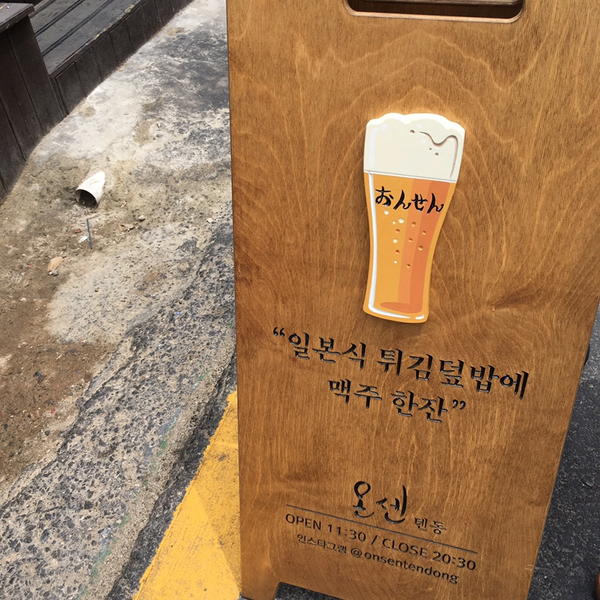 おんせん
“일본식 튀김덮밥에
맥주 한잔”
온센 텐동
OPEN 11:30 / CLOSE 20:30
인스타그램 @onsentendong